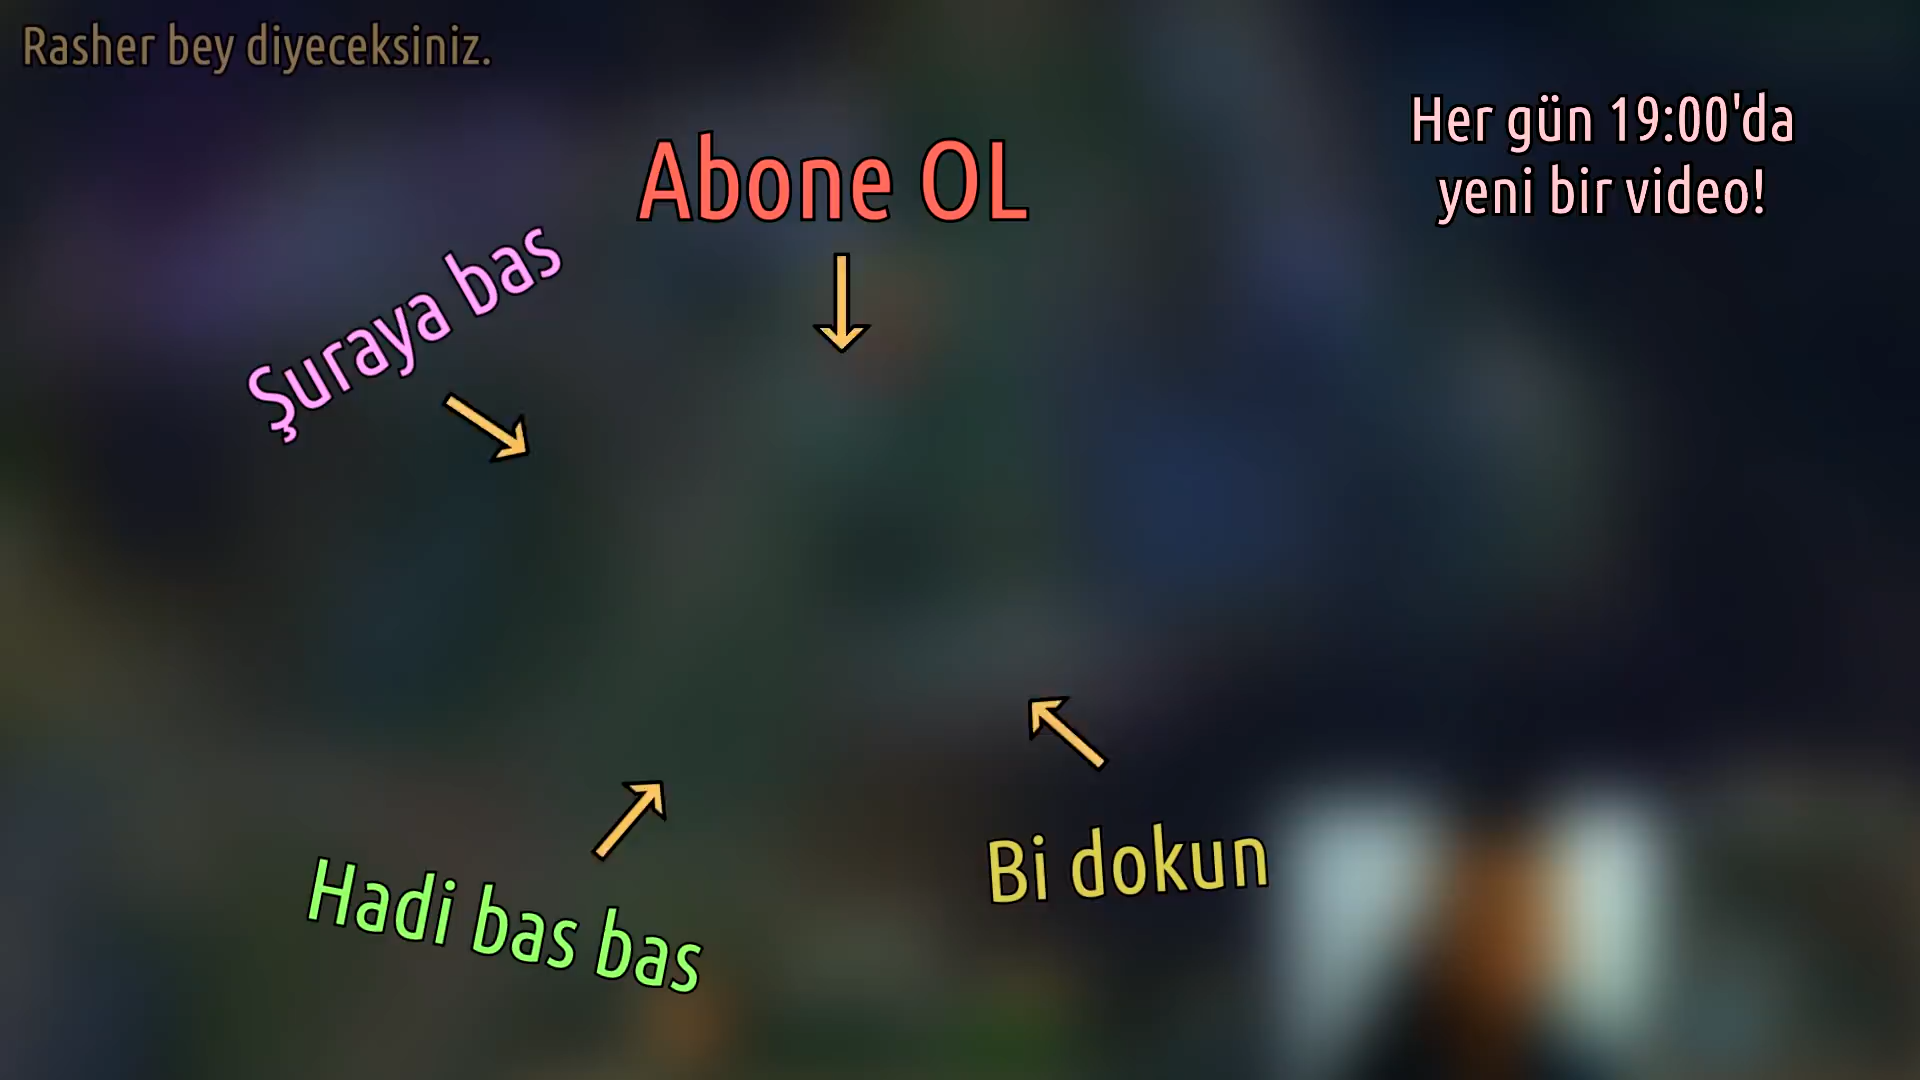 Rasher bey diyeceksiniz.
Her gün 19:00'da
yeni bir video!
Abone OL
Şuraya bas
Hadi bas bas
Bi dokun